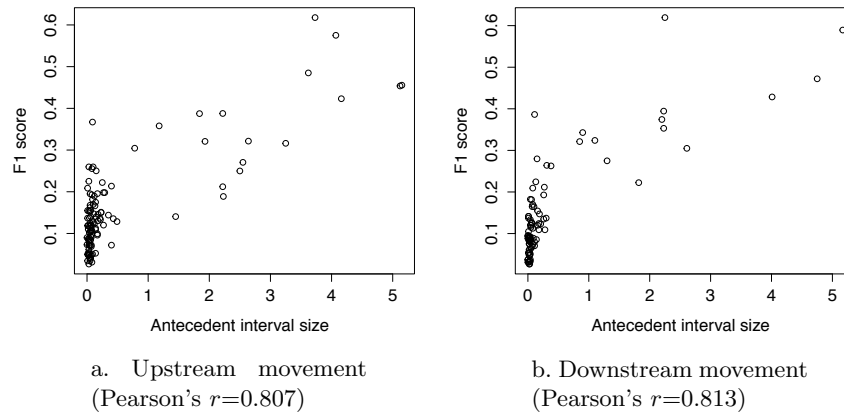 0.6
0.5
0.4
0.3
0.2
0.1
F1 score
0 1 2 3 4 5
Antecedent interval size
a. Upstream movement
(Pearson's r=0.807)
0.6
0.5
0.4
0.3
0.2
0.1
F1 score
0 1 2 3 4 5
Antecedent interval size
b. Downstream movement
(Pearson's r=0.813)